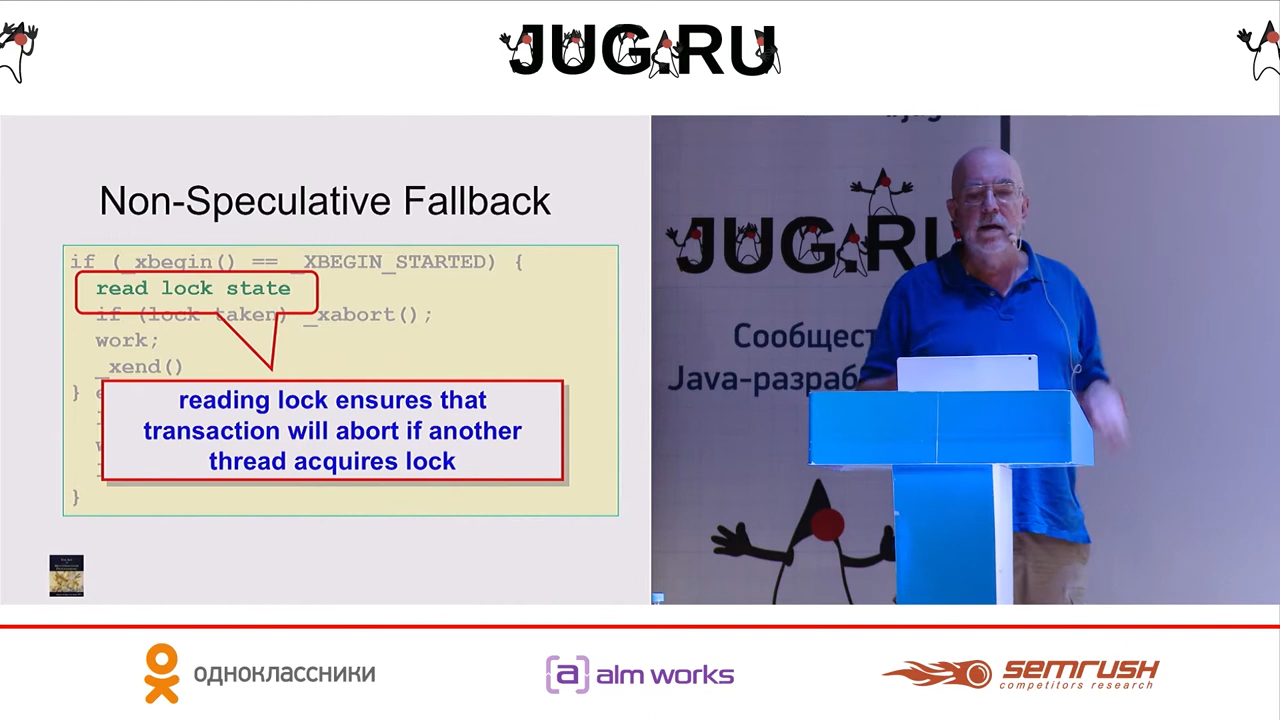 JUG.RU
Non-Speculative Fallback
if (_xbegin() == _XBEGIN_STARTED) {
read lock state
if (lock taken) _xabort();
work;
_xend()
}
reading lock ensures that
transaction will abort if another
thread acquires lock
}
JUG.RU
Сообщест
Java-разраб
одноклассники
[a] alm works
semrush
competitors research